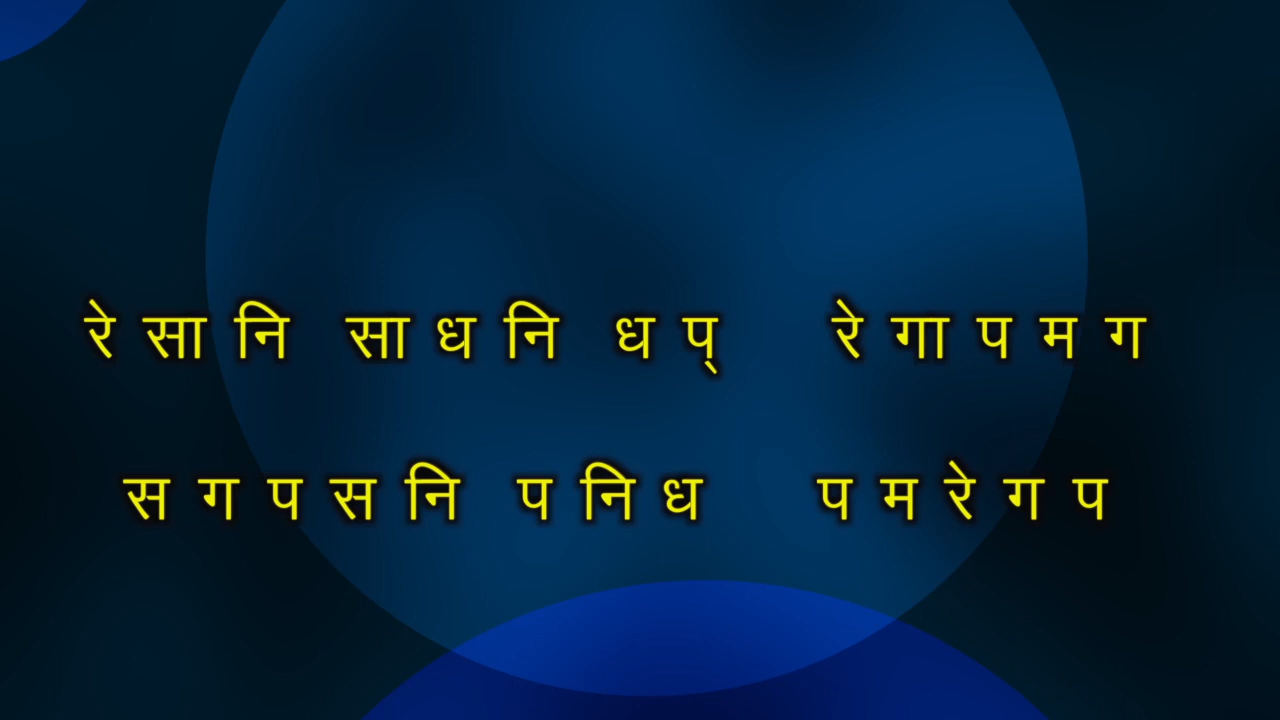 रे सा नि सा ध नि ध प् रे गा प म ग
स ग प स नि प नि ध प म रे ग प